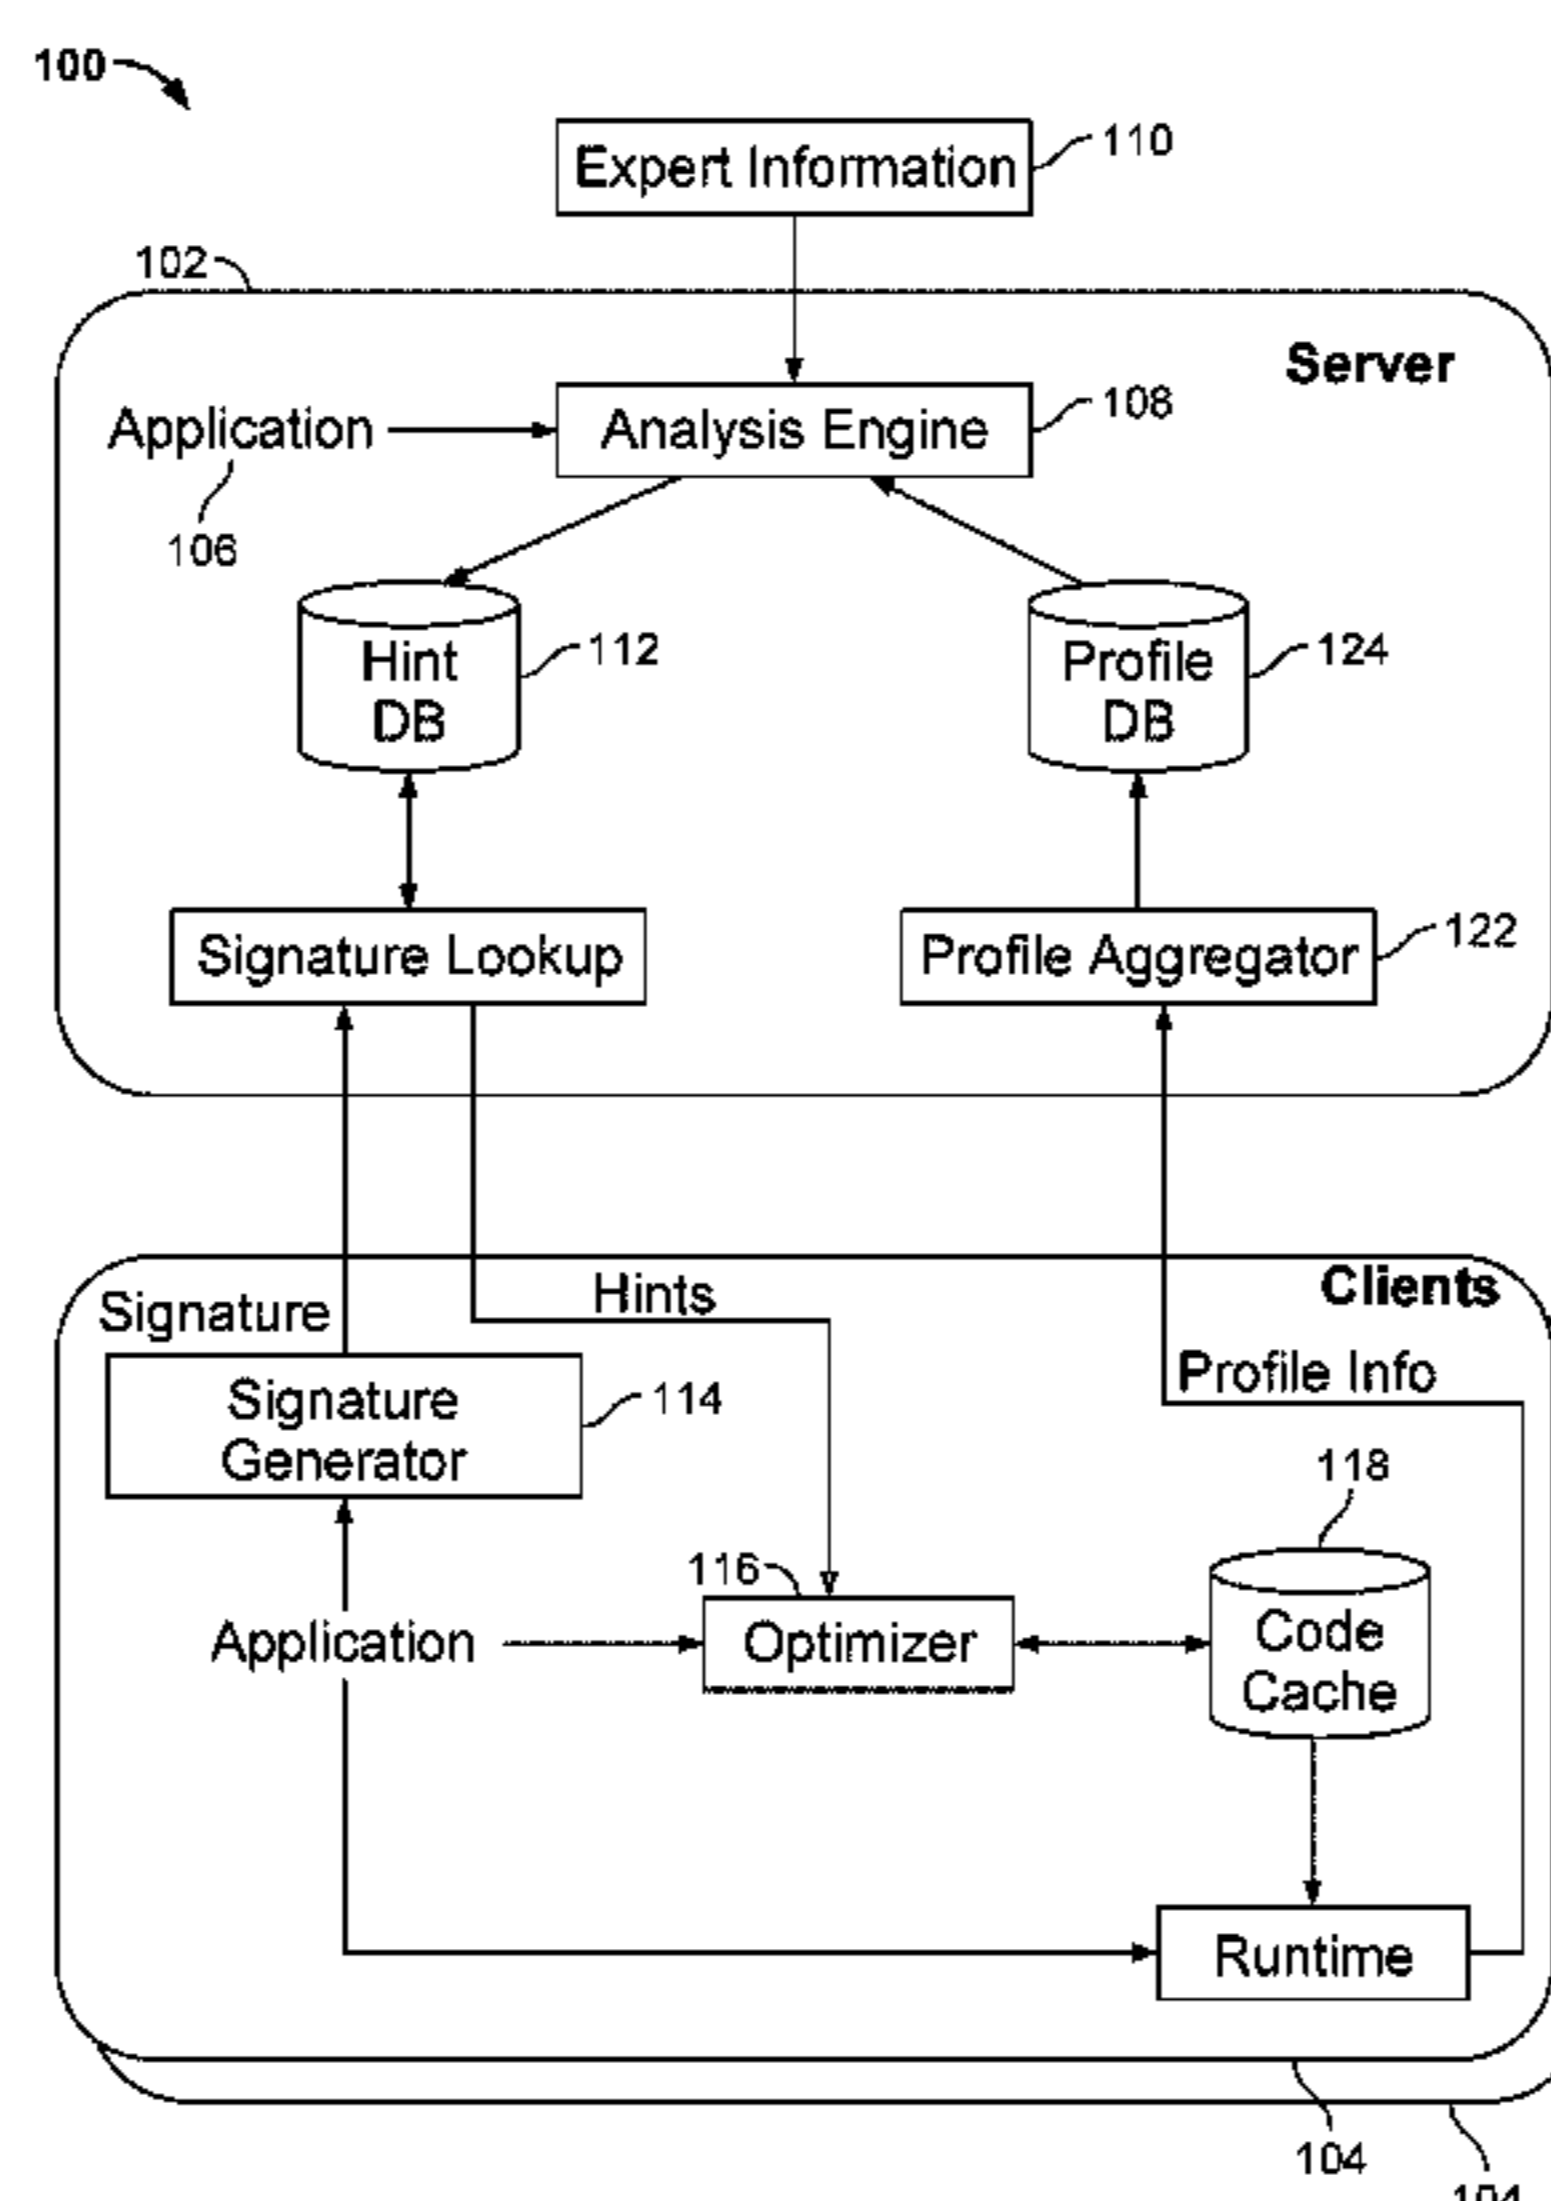 100
Expert Information
110
102
Server
Application
Analysis Engine
108
106
Hint
DB
112
Profile
DB
124
Signature Lookup
Profile Aggregator
122
Clients
Signature
Hints
Profile Info
Signature
Generator
114
118
116
Application
Optimizer
Code
Cache
Runtime
104
104